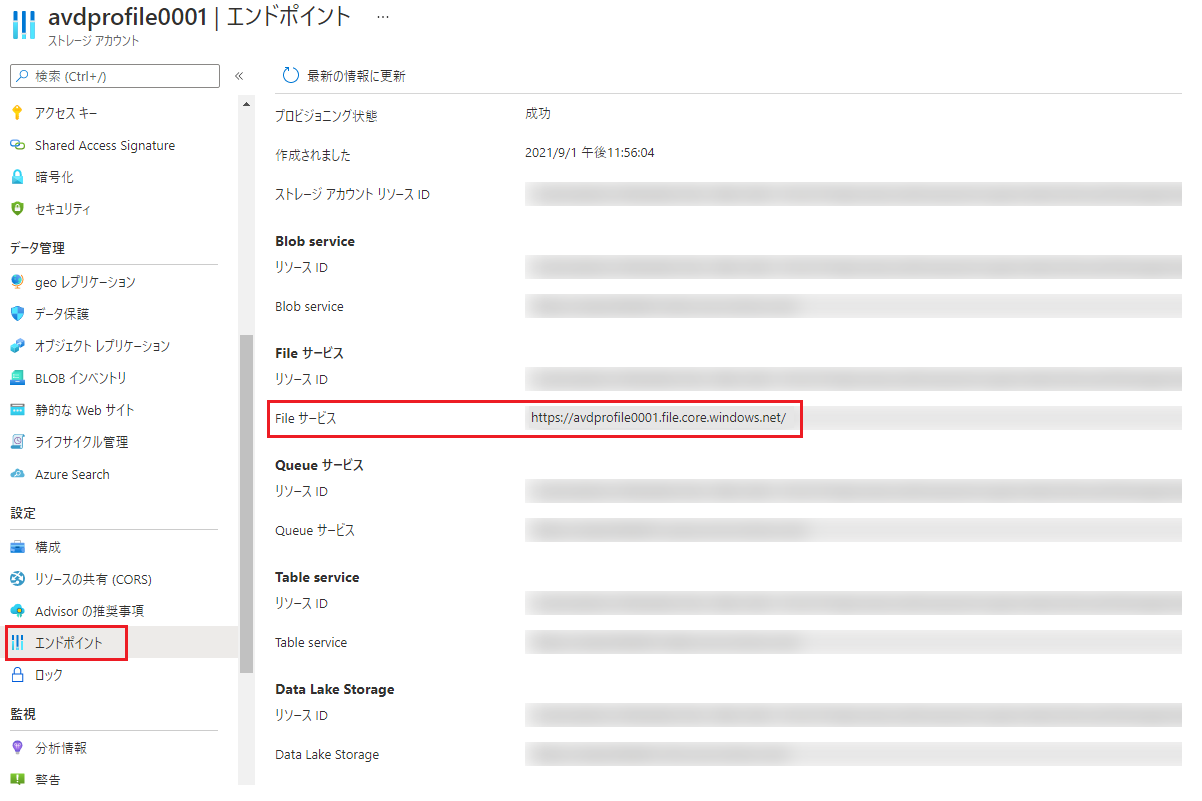 avdprofile0001 | エンドポイント ...
ストレージ アカウント
検索 (Ctrl+/)
«
最新の情報に更新
アクセス キー
Shared Access Signature
暗号化
セキュリティ
データ管理
geo レプリケーション
データ保護
オブジェクト レプリケーション
BLOB インベントリ
静的な Web サイト
ライフサイクル管理
Azure Search
設定
構成
リソースの共有 (CORS)
Advisor の推奨事項
エンドポイント
ロック
監視
分析情報
警告
プロビジョニング状態 成功
作成されました 2021/9/1 午後11:56:04
ストレージ アカウント リソース ID
Blob service
リソース ID
Blob service
File サービス
リソース ID
File サービス https://avdprofile0001.file.core.windows.net/
Queue サービス
リソース ID
Queue サービス
Table service
リソース ID
Table service
Data Lake Storage
リソース ID
Data Lake Storage